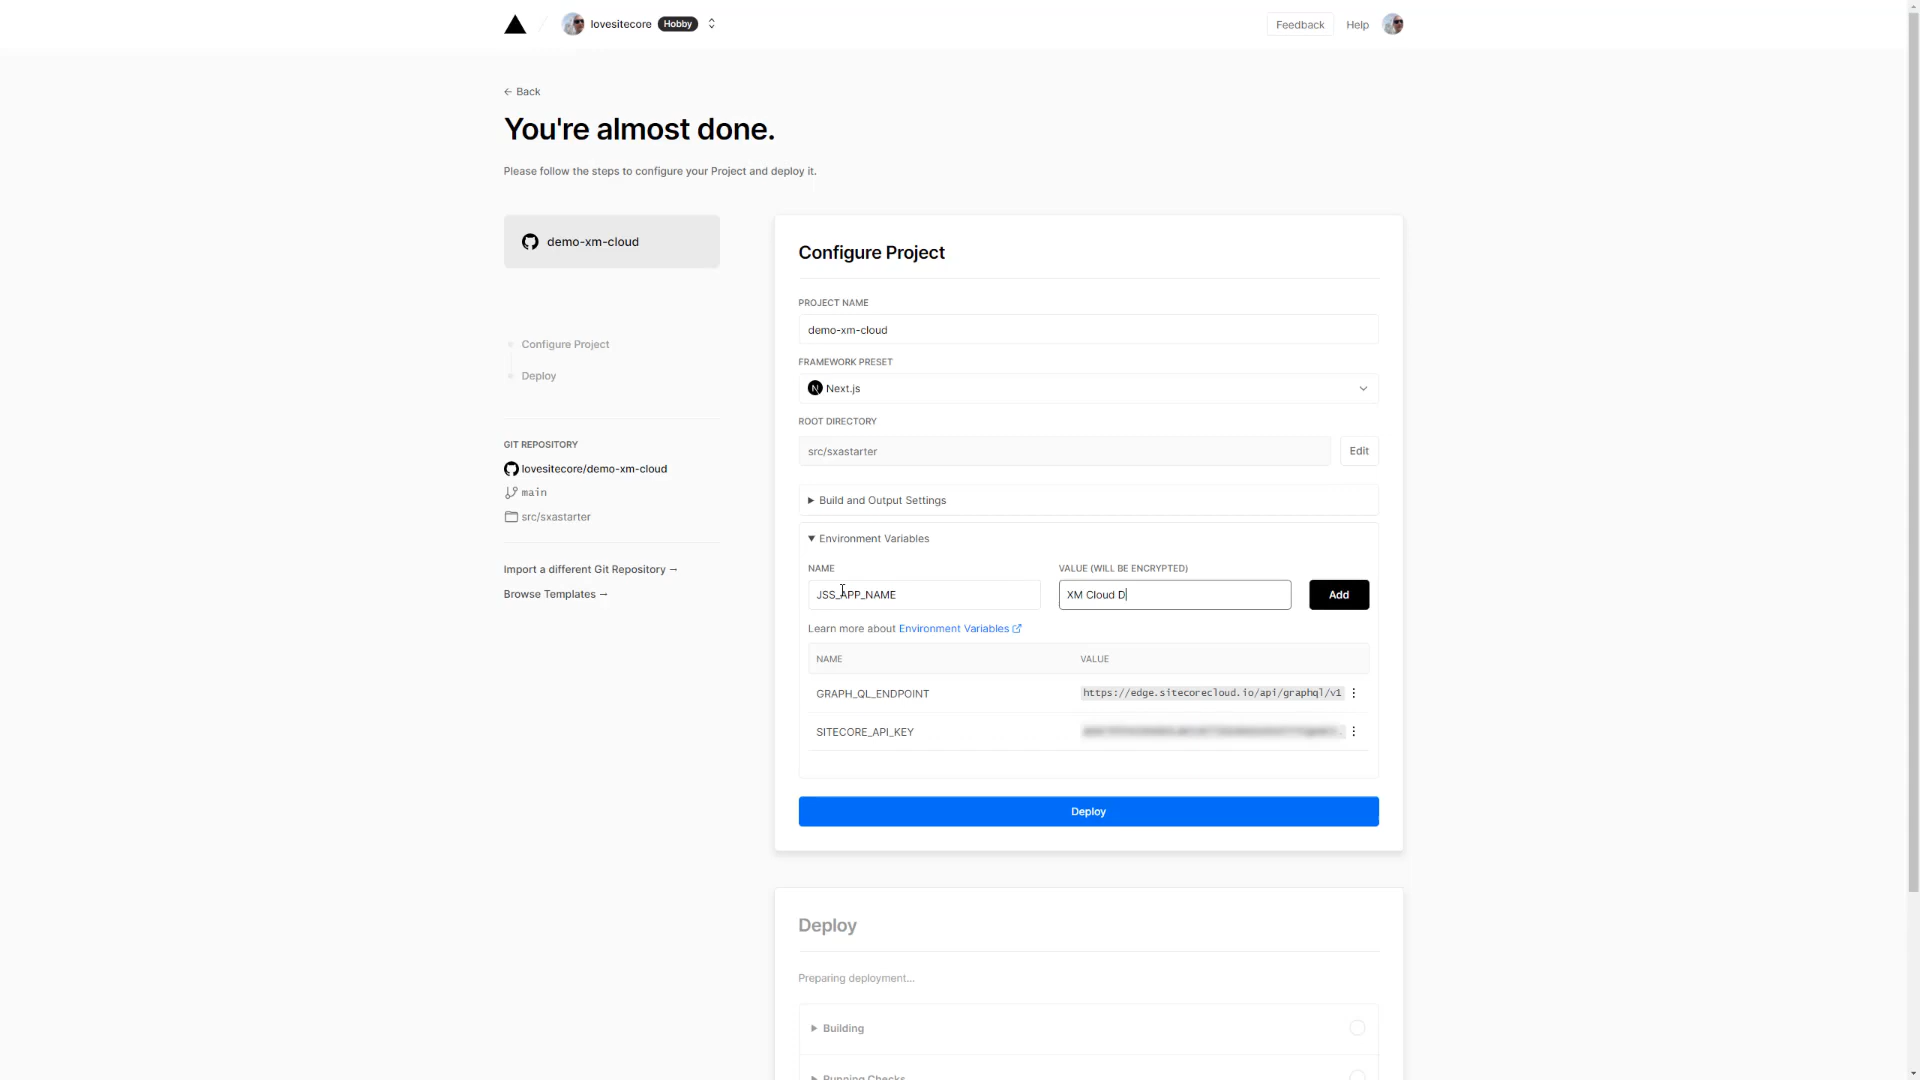 lovesitecore Hobby
Feedback Help
← Back
You're almost done.
Please follow the steps to configure your Project and deploy it.
demo-xm-cloud
Configure Project
Deploy
GIT REPOSITORY
lovesitecore/demo-xm-cloud
main
src/sxastarter
Import a different Git Repository →
Browse Templates →
Configure Project
PROJECT NAME
demo-xm-cloud
FRAMEWORK PRESET
N Next.js
ROOT DIRECTORY
src/sxastarter Edit
Build and Output Settings
Environment Variables
NAME VALUE (WILL BE ENCRYPTED)
JSS_APP_NAME XM Cloud D Add
Learn more about Environment Variables
NAME VALUE
GRAPH_QL_ENDPOINT https://edge.sitecorecloud.io/api/graphql/v1
SITECORE_API_KEY
Deploy
Deploy
Preparing deployment...
Building
Running Checks